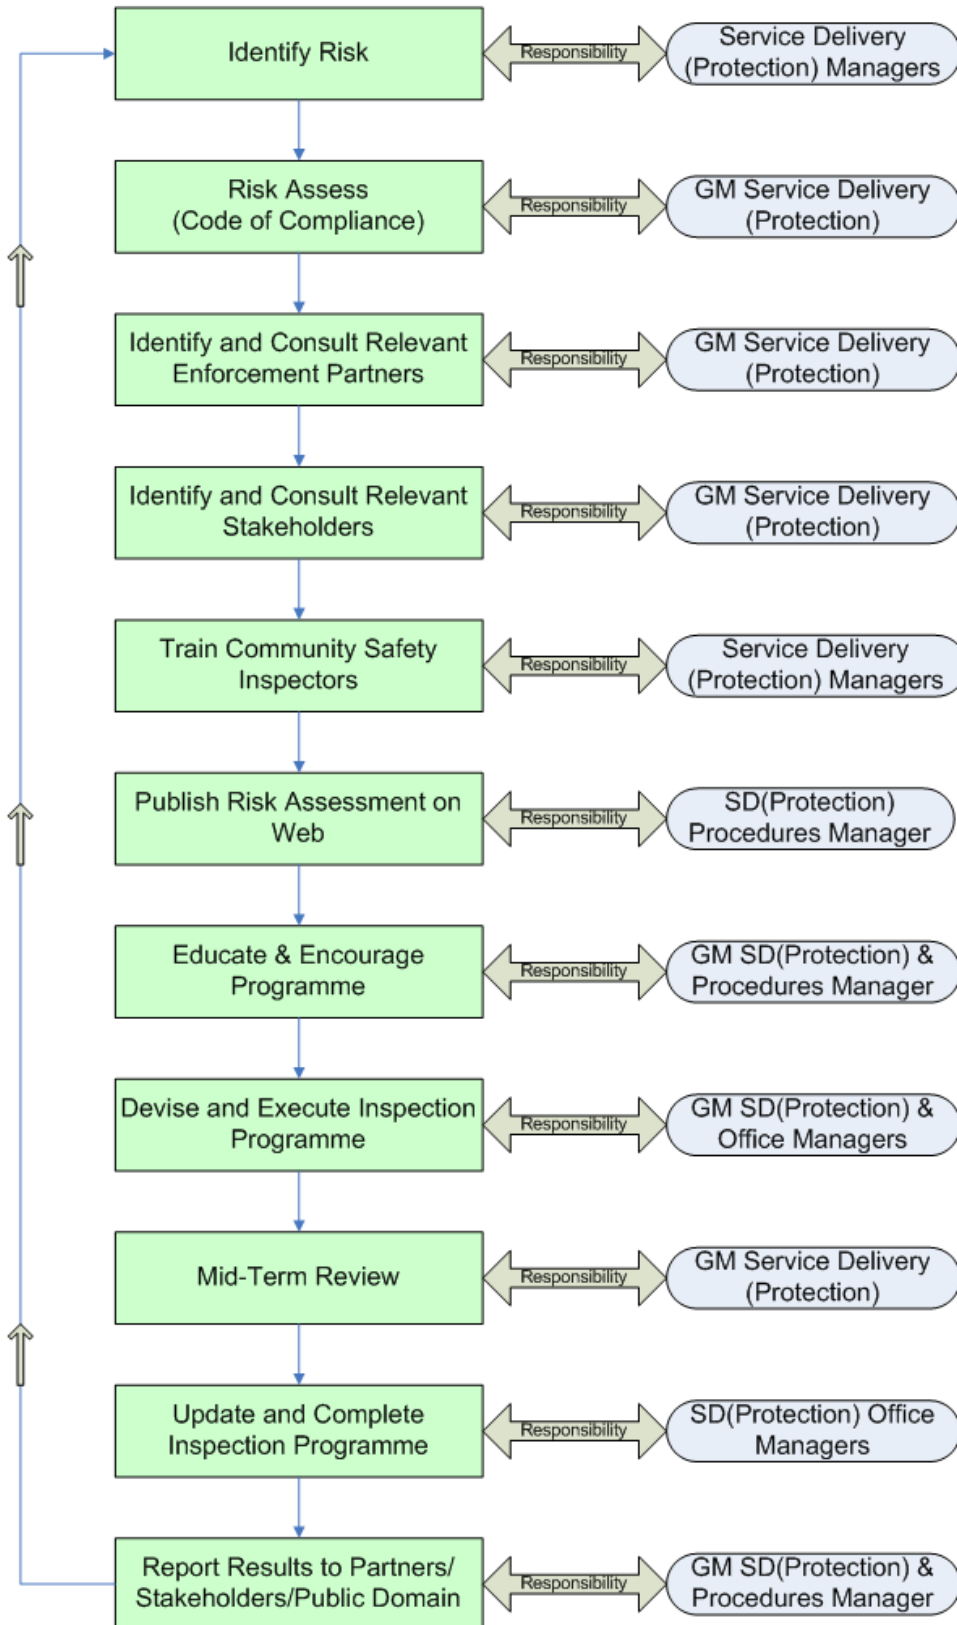 Identify Risk
Responsibility
Service Delivery
(Protection) Managers
Risk Assess
(Code of Compliance)
Responsibility
GM Service Delivery
(Protection)
Identify and Consult Relevant
Enforcement Partners
Responsibility
GM Service Delivery
(Protection)
Identify and Consult Relevant
Stakeholders
Responsibility
GM Service Delivery
(Protection)
Train Community Safety
Inspectors
Responsibility
Service Delivery
(Protection) Managers
Publish Risk Assessment on
Web
Responsibility
SD(Protection)
Procedures Manager
Educate & Encourage
Programme
Responsibility
GM SD(Protection) &
Procedures Manager
Devise and Execute Inspection
Programme
Responsibility
GM SD(Protection) &
Office Managers
Mid-Term Review
Responsibility
GM Service Delivery
(Protection)
Update and Complete
Inspection Programme
Responsibility
SD(Protection) Office
Managers
Report Results to Partners/
Stakeholders/Public Domain
Responsibility
GM SD(Protection) &
Procedures Manager